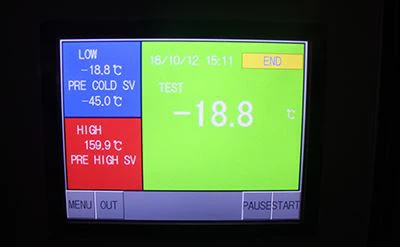 LOW
-18.8℃
PRE COLD SV
-45.0℃
HIGH
159.9℃
PRE HIGH SV
16/10/12 15:11 END
TEST
-18.8 ℃
MENU OUT PAUSE START